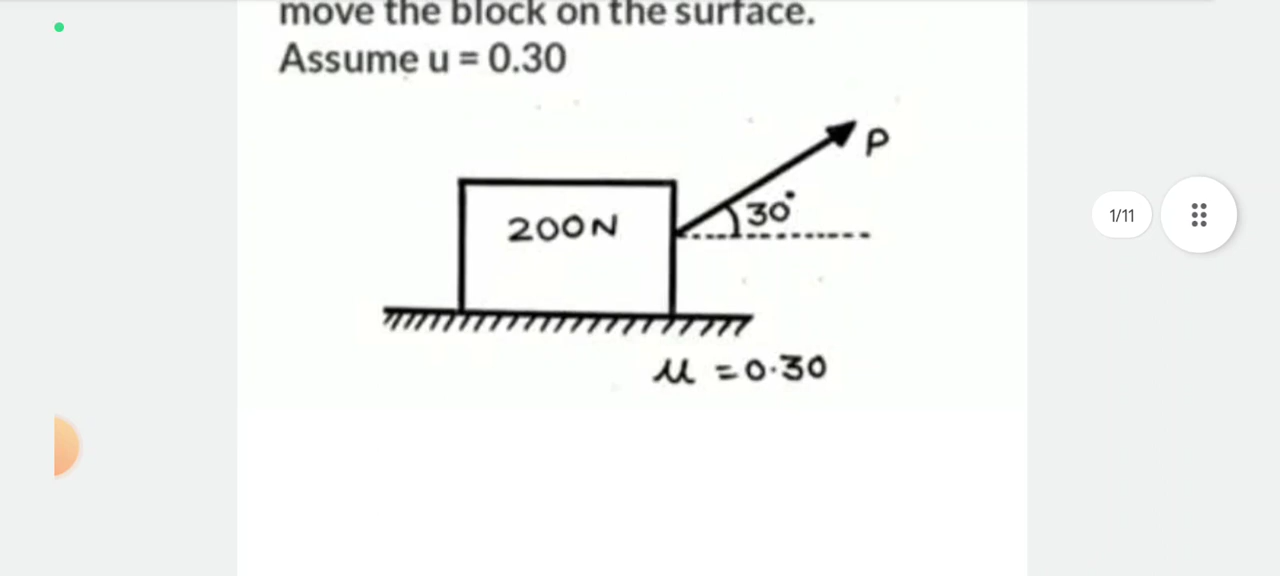 move the block on the surface.
Assume u = 0.30
P
30°
200N
μ = 0.30
1/11